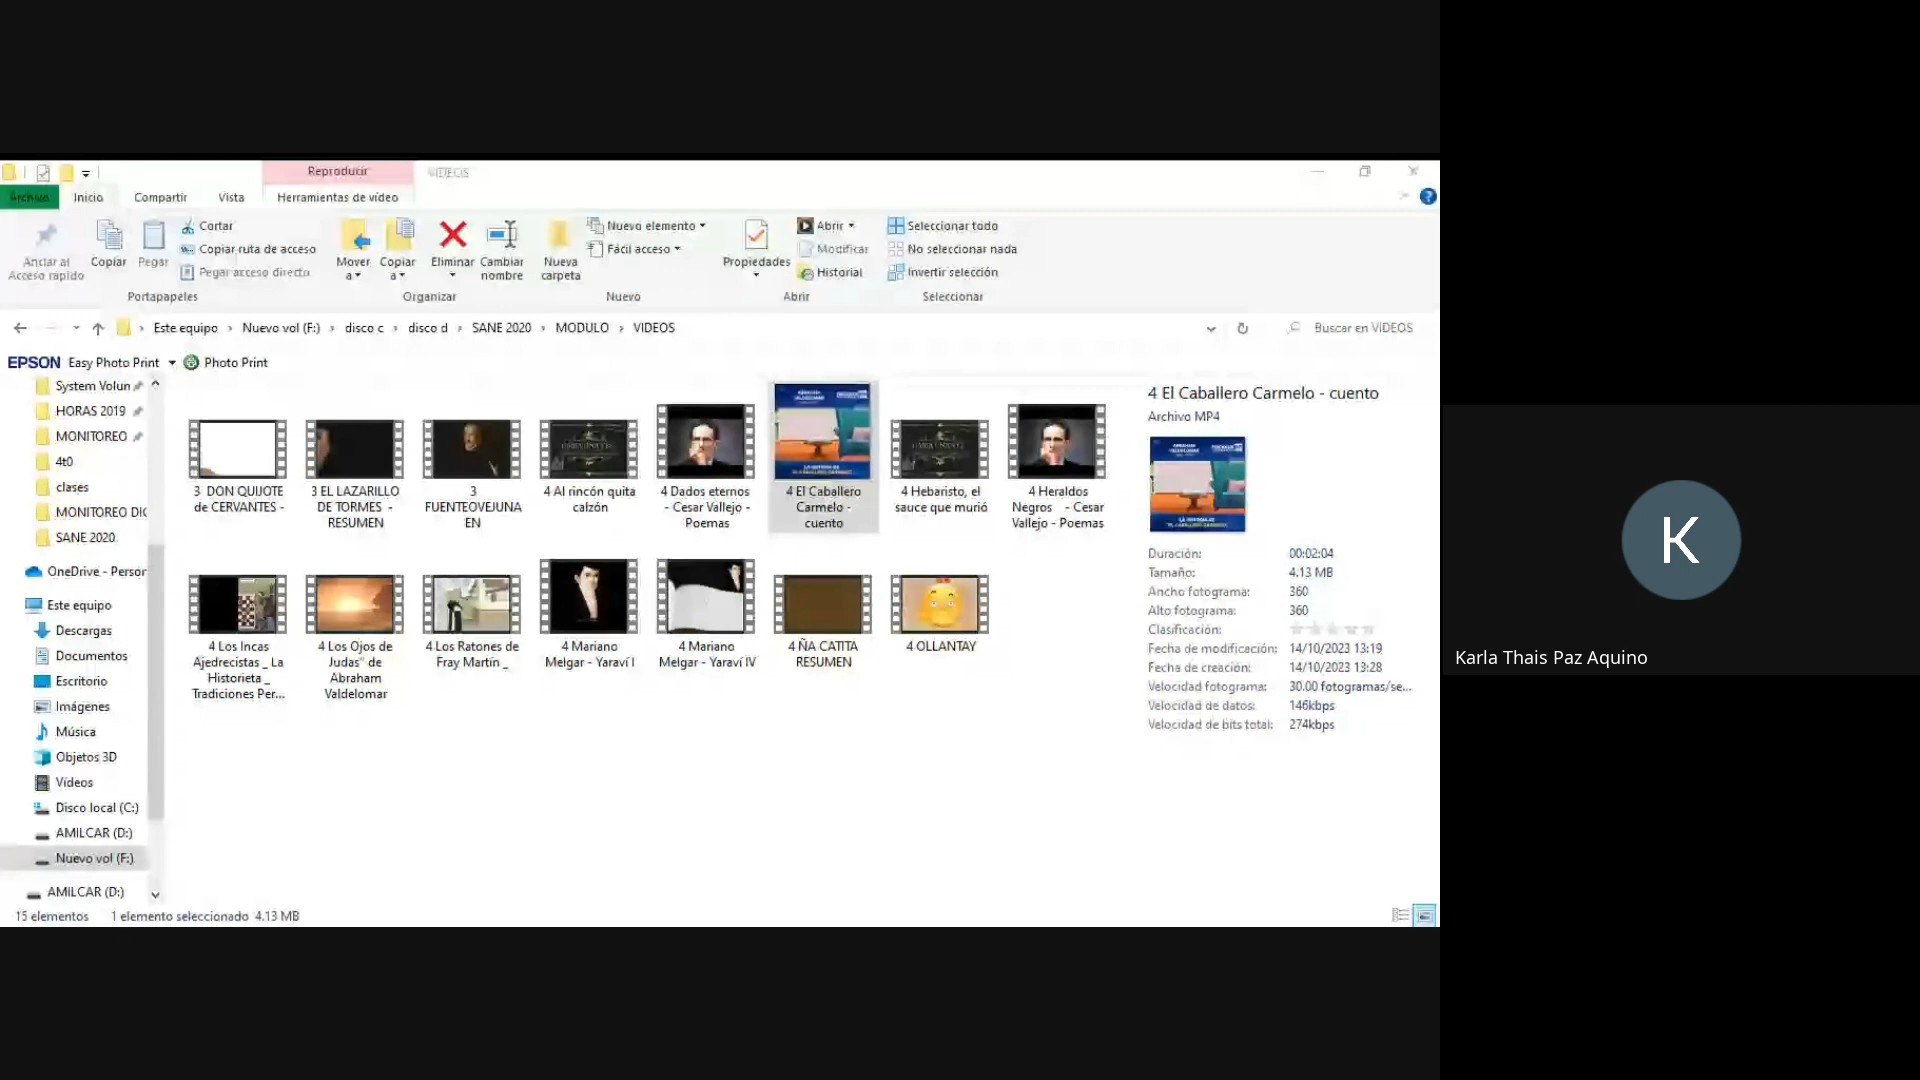 Reproducir
VIDEOS
Archivo
Inicio
Compartir
Vista
Herramientas de vídeo
Anclar al
Acceso rápido
Copiar
Pegar
Cortar
Copiar ruta de acceso
Pegar acceso directo
Portapapeles
Mover
a
Copiar
a
Eliminar
Cambiar
nombre
Organizar
Nueva
carpeta
Nuevo elemento
Fácil acceso
Nuevo
Propiedades
Abrir
Modificar
Historial
Abrir
Seleccionar todo
No seleccionar nada
Invertir selección
Seleccionar
Este equipo › Nuevo vol (F:) › disco c › disco d › SANE 2020 › MODULO › VIDEOS
Buscar en VIDEOS
EPSON Easy Photo Print Photo Print
System Volun
HORAS 2019
MONITOREO
4t0
clases
MONITOREO DIC
SANE 2020
OneDrive - Person
Este equipo
Descargas
Documentos
Escritorio
Imágenes
Música
Objetos 3D
Vídeos
Disco local (C:)
AMILCAR (D:)
Nuevo vol (F:)
AMILCAR (D:)
3 DON QUIJOTE
de CERVANTES -
3 EL LAZARILLO
DE TORMES -
RESUMEN
3
FUENTEOVEJUNA
EN
4 Al rincón quita
calzón
4 Dados eternos
- Cesar Vallejo -
Poemas
4 El Caballero
Carmelo -
cuento
4 Hebaristo, el
sauce que murió
4 Heraldos
Negros - Cesar
Vallejo - Poemas
4 Los Incas
Ajedrecistas _ La
Historieta _
Tradiciones Per...
4 Los Ojos de
Judas" de
Abraham
Valdelomar
4 Los Ratones de
Fray Martín _
4 Mariano
Melgar - Yaraví I
4 Mariano
Melgar - Yaraví IV
4 ÑA CATITA
RESUMEN
4 OLLANTAY
4 El Caballero Carmelo - cuento
Archivo MP4
Duración: 00:02:04
Tamaño: 4.13 MB
Ancho fotograma: 360
Alto fotograma: 360
Clasificación:
Fecha de modificación: 14/10/2023 13:19
Fecha de creación: 14/10/2023 13:28
Velocidad fotograma: 30.00 fotogramas/se...
Velocidad de datos: 146kbps
Velocidad de bits total: 274kbps
15 elementos 1 elemento seleccionado 4.13 MB
K
Karla Thais Paz Aquino